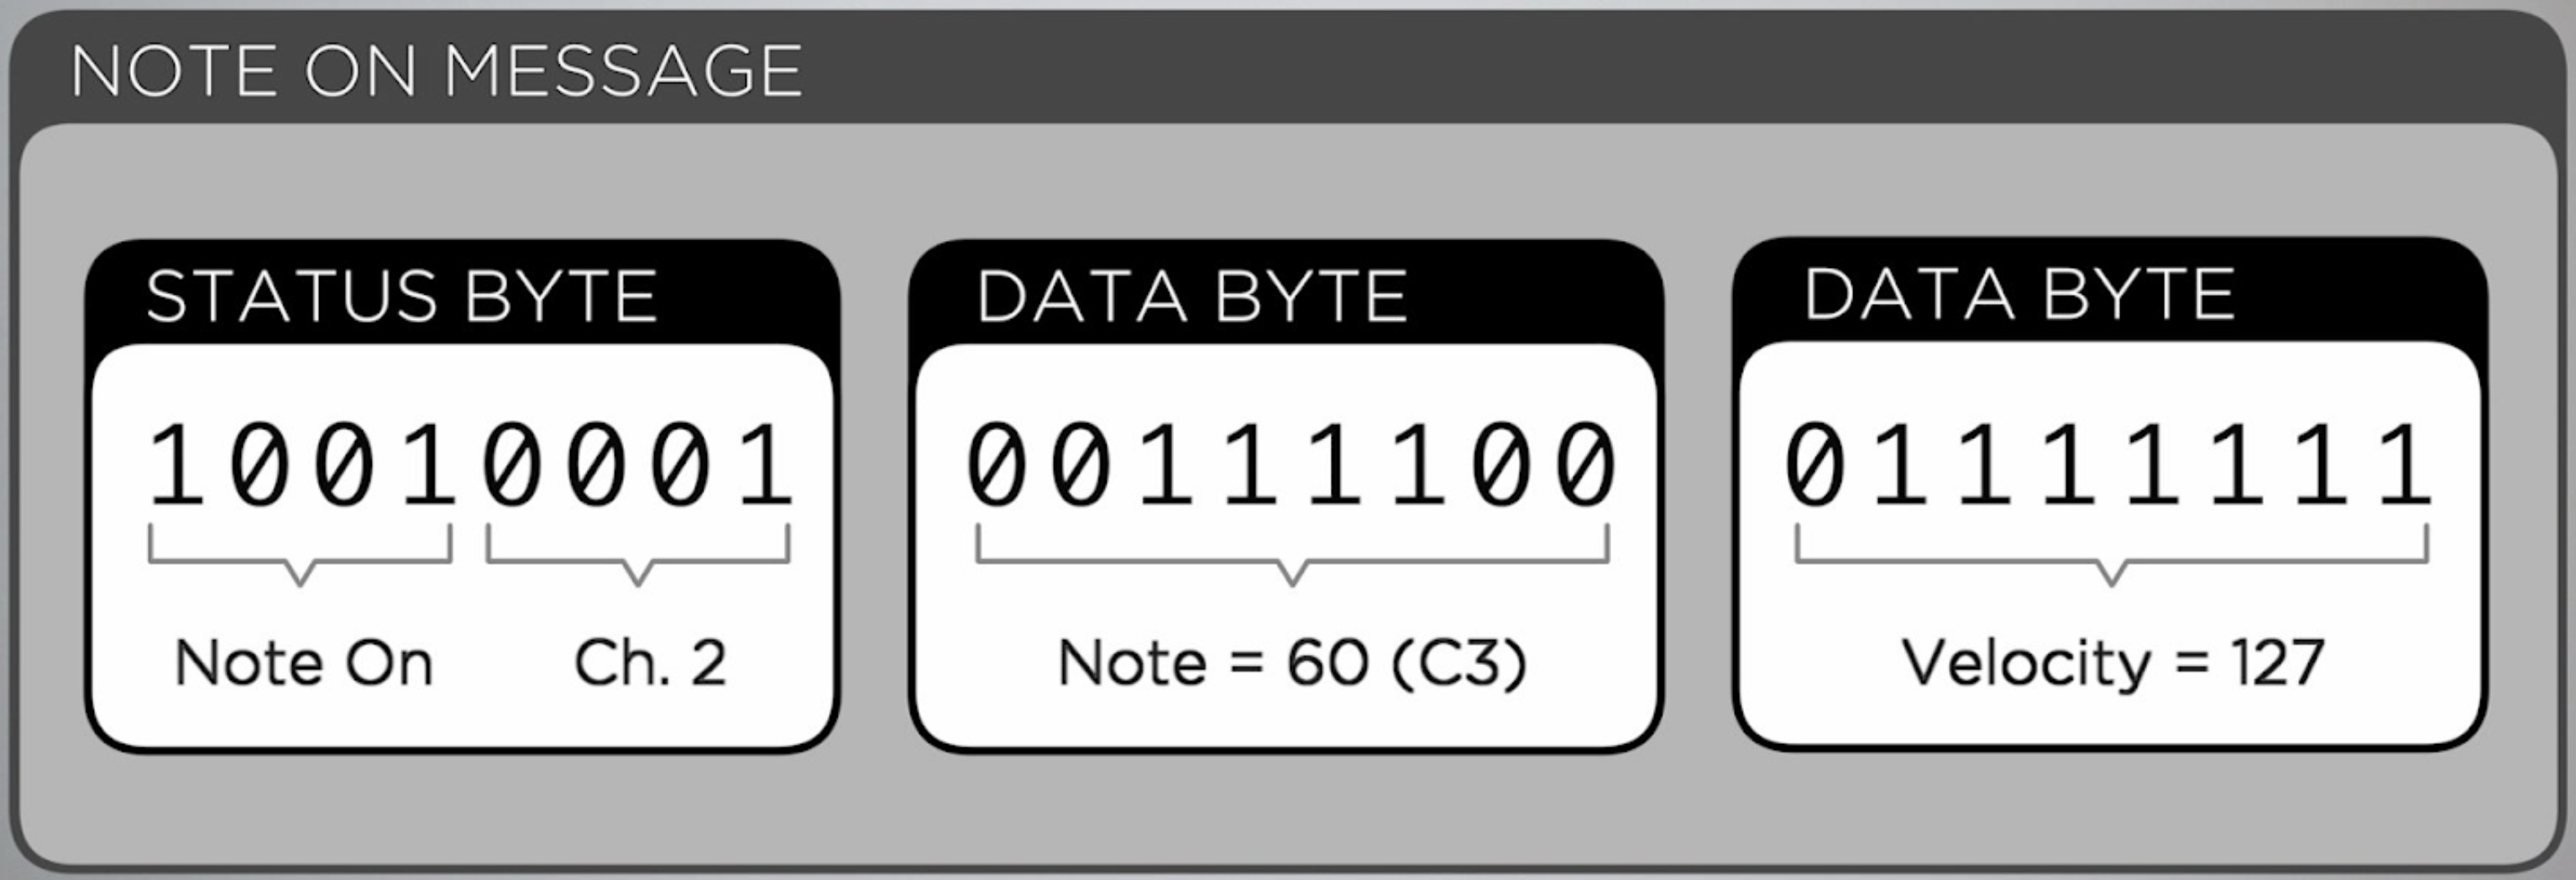 NOTE ON MESSAGE
STATUS BYTE
10010001
Note On Ch. 2
DATA BYTE
00111100
Note = 60 (C3)
DATA BYTE
01111111
Velocity = 127